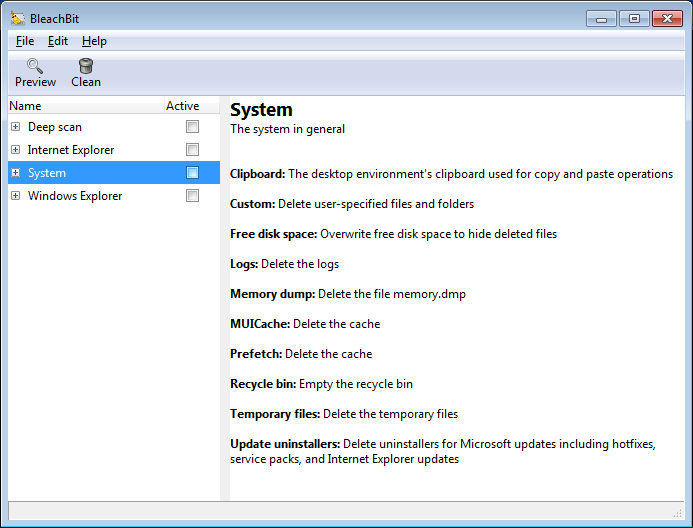 BleachBit
File Edit Help
Preview Clean
Name Active
Deep scan
Internet Explorer
System
Windows Explorer
System
The system in general
Clipboard: The desktop environment's clipboard used for copy and paste operations
Custom: Delete user-specified files and folders
Free disk space: Overwrite free disk space to hide deleted files
Logs: Delete the logs
Memory dump: Delete the file memory.dmp
MUICache: Delete the cache
Prefetch: Delete the cache
Recycle bin: Empty the recycle bin
Temporary files: Delete the temporary files
Update uninstallers: Delete uninstallers for Microsoft updates including hotfixes,
service packs, and Internet Explorer updates